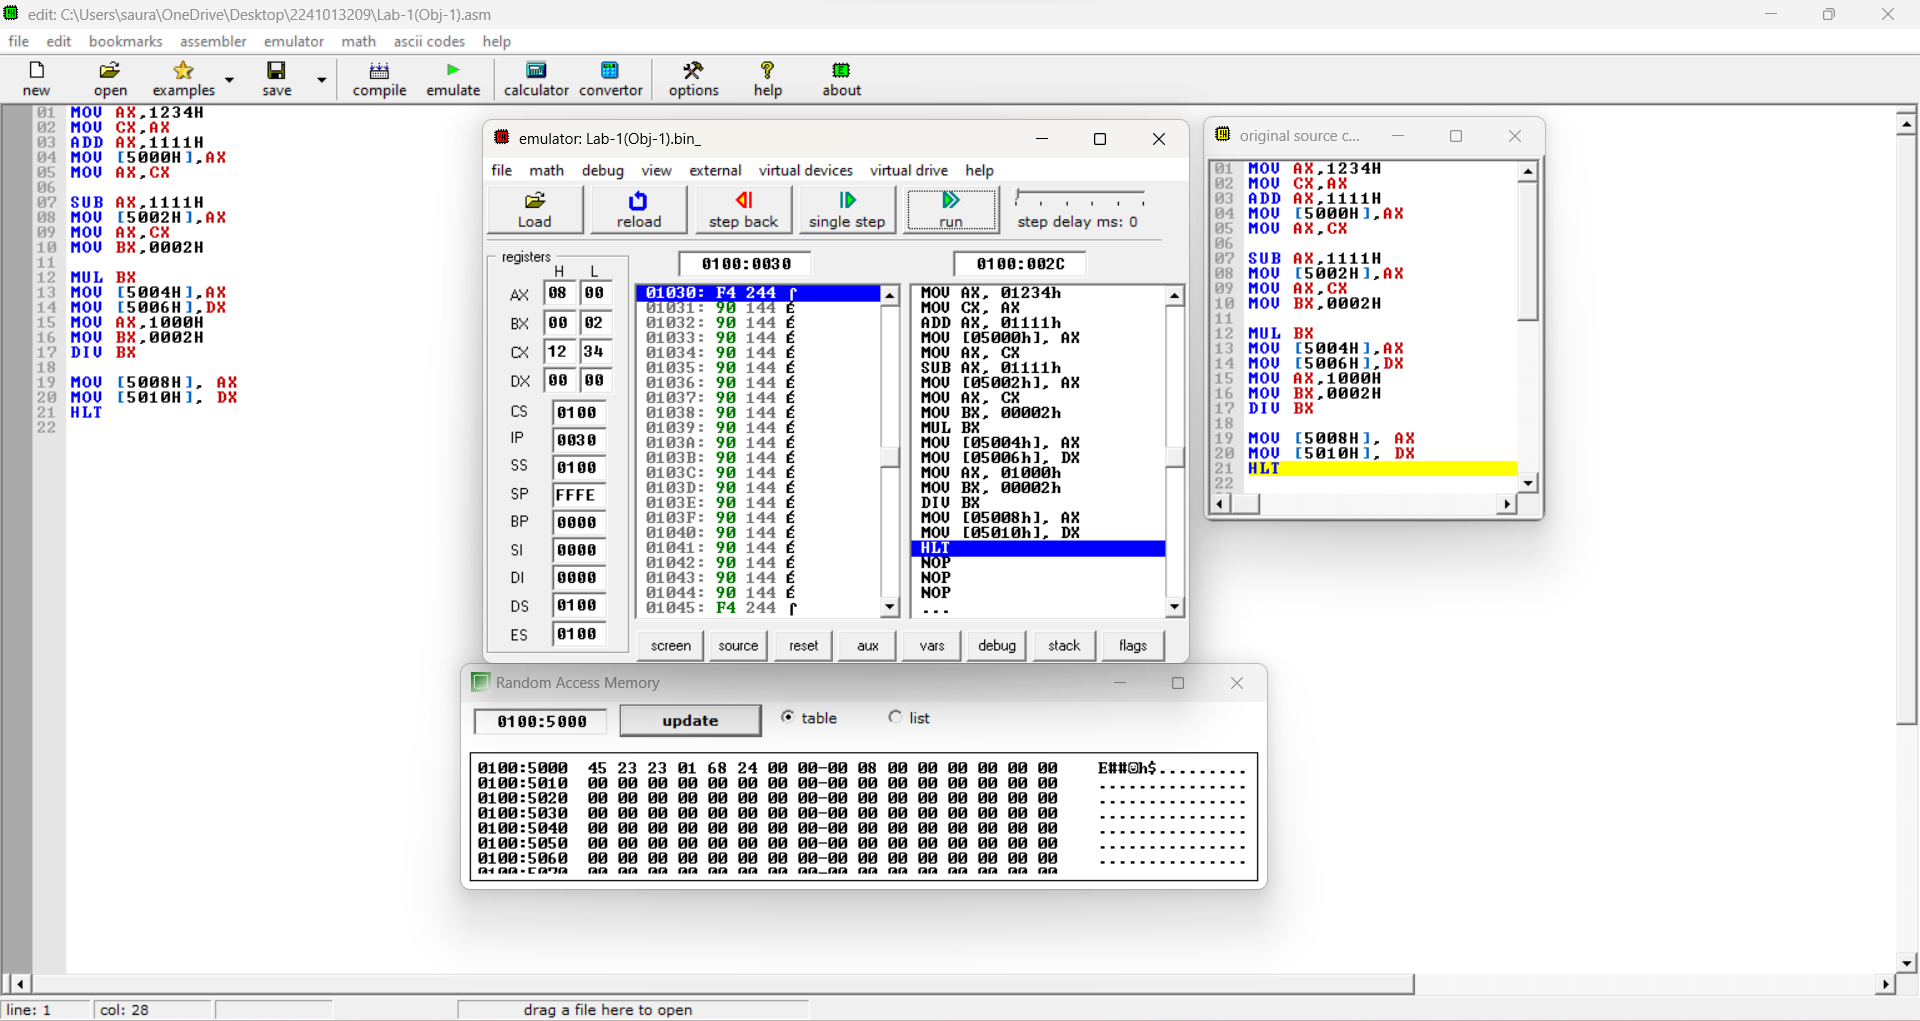 edit: C:\Users\saura\OneDrive\Desktop\2241013209\Lab-1(Obj-1).asm
file edit bookmarks assembler emulator math ascii codes help
new open examples save compile emulate calculator convertor options help about
01 MOV AX,1234H
02 MOV CX,AX
03 ADD AX,1111H
04 MOV [5000H],AX
05 MOV AX,CX
06
07 SUB AX,1111H
08 MOV [5002H],AX
09 MOV AX,CX
10 MOV BX,0002H
11
12 MUL BX
13 MOV [5004H],AX
14 MOV [5006H],DX
15 MOV AX,1000H
16 MOV BX,0002H
17 DIV BX
18
19 MOV [5008H], AX
20 MOV [5010H], DX
21 HLT
22
emulator: Lab-1(Obj-1).bin_
file math debug view external virtual devices virtual drive help
Load reload step back single step run step delay ms: 0
registers
H L
AX 08 00
BX 00 02
CX 12 34
DX 00 00
CS 0100
IP 0030
SS 0100
SP FFFE
BP 0000
SI 0000
DI 0000
DS 0100
ES 0100
0100:0030
01030: F4 244 ⌠
01031: 90 144 É
01032: 90 144 É
01033: 90 144 É
01034: 90 144 É
01035: 90 144 É
01036: 90 144 É
01037: 90 144 É
01038: 90 144 É
01039: 90 144 É
0103A: 90 144 É
0103B: 90 144 É
0103C: 90 144 É
0103D: 90 144 É
0103E: 90 144 É
0103F: 90 144 É
01040: 90 144 É
01041: 90 144 É
01042: 90 144 É
01043: 90 144 É
01044: 90 144 É
01045: F4 244 ⌠
0100:002C
MOV AX, 01234h
MOV CX, AX
ADD AX, 01111h
MOV [05000h], AX
MOV AX, CX
SUB AX, 01111h
MOV [05002h], AX
MOV AX, CX
MOV BX, 00002h
MUL BX
MOV [05004h], AX
MOV [05006h], DX
MOV AX, 01000h
MOV BX, 00002h
DIV BX
MOV [05008h], AX
MOV [05010h], DX
HLT
NOP
NOP
NOP
...
screen source reset aux vars debug stack flags
original source c...
01 MOV AX,1234H
02 MOV CX,AX
03 ADD AX,1111H
04 MOV [5000H],AX
05 MOV AX,CX
06
07 SUB AX,1111H
08 MOV [5002H],AX
09 MOV AX,CX
10 MOV BX,0002H
11
12 MUL BX
13 MOV [5004H],AX
14 MOV [5006H],DX
15 MOV AX,1000H
16 MOV BX,0002H
17 DIV BX
18
19 MOV [5008H], AX
20 MOV [5010H], DX
21 HLT
22
Random Access Memory
0100:5000 update table list
0100:5000 45 23 23 01 68 24 00 00-00 08 00 00 00 00 00 00 E##☺h$.........
0100:5010 00 00 00 00 00 00 00 00-00 00 00 00 00 00 00 00 ...............
0100:5020 00 00 00 00 00 00 00 00-00 00 00 00 00 00 00 00 ...............
0100:5030 00 00 00 00 00 00 00 00-00 00 00 00 00 00 00 00 ...............
0100:5040 00 00 00 00 00 00 00 00-00 00 00 00 00 00 00 00 ...............
0100:5050 00 00 00 00 00 00 00 00-00 00 00 00 00 00 00 00 ...............
0100:5060 00 00 00 00 00 00 00 00-00 00 00 00 00 00 00 00 ...............
0100:5070 00 00 00 00 00 00 00 00-00 00 00 00 00 00 00 00
line: 1 col: 28 drag a file here to open